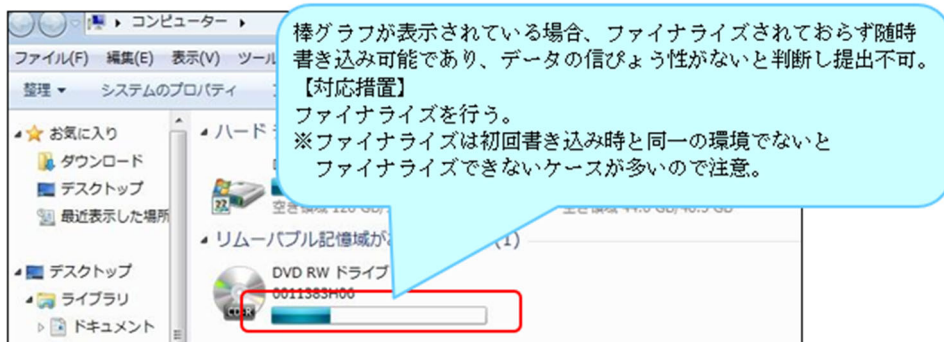 コンピューター
ファイル(F) 編集(E) 表示(V) ツール
整理 システムのプロパティ
お気に入り
ダウンロード
デスクトップ
最近表示した場所
デスクトップ
ライブラリ
ドキュメント
棒グラフが表示されている場合、ファイナライズされておらず随時
書き込み可能であり、データの信ぴょう性がないと判断し提出不可。
【対応措置】
ファイナライズを行う。
※ファイナライズは初回書き込み時と同一の環境でないと
ファイナライズできないケースが多いので注意。
ハード
リムーバブル記憶域が (1)
DVD RW ドライブ
0011383H06
CD-R